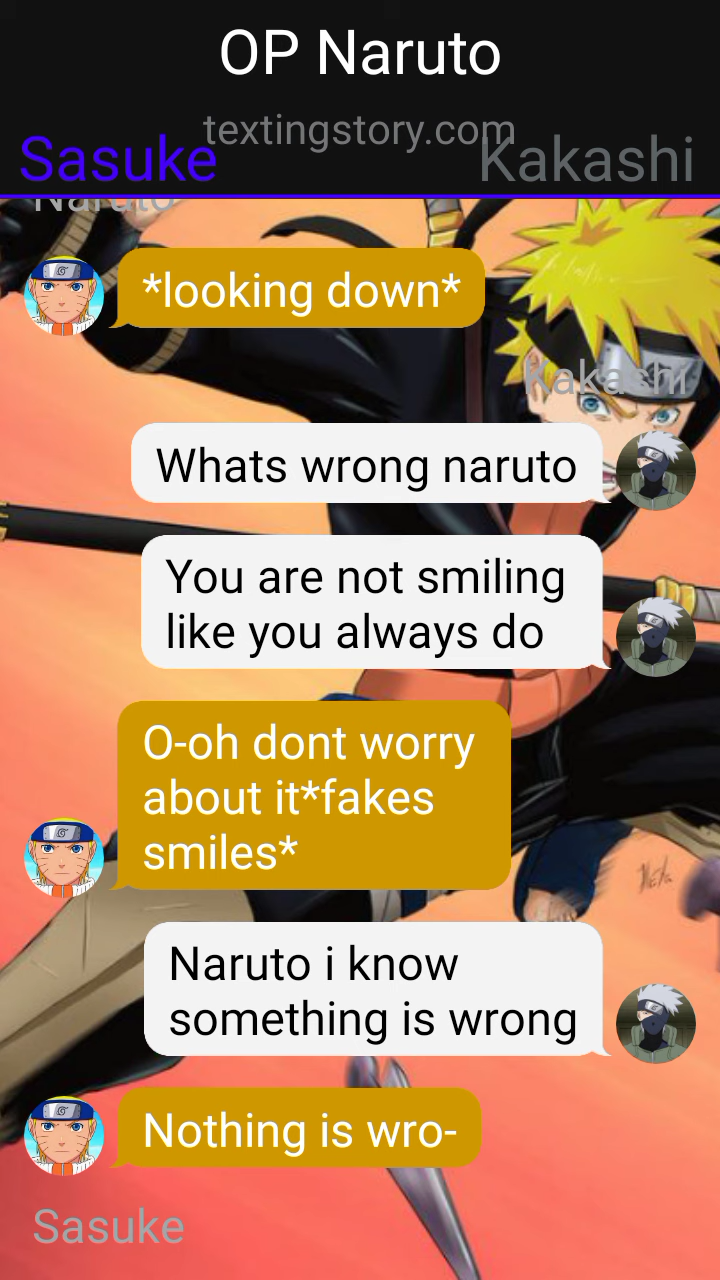 OP Naruto
textingstory.com
Sasuke
Kakashi
Naruto
*looking down*
Kakashi
Whats wrong naruto
You are not smiling
like you always do
O-oh dont worry
about it*fakes
smiles*
Naruto i know
something is wrong
Nothing is wro-
Sasuke